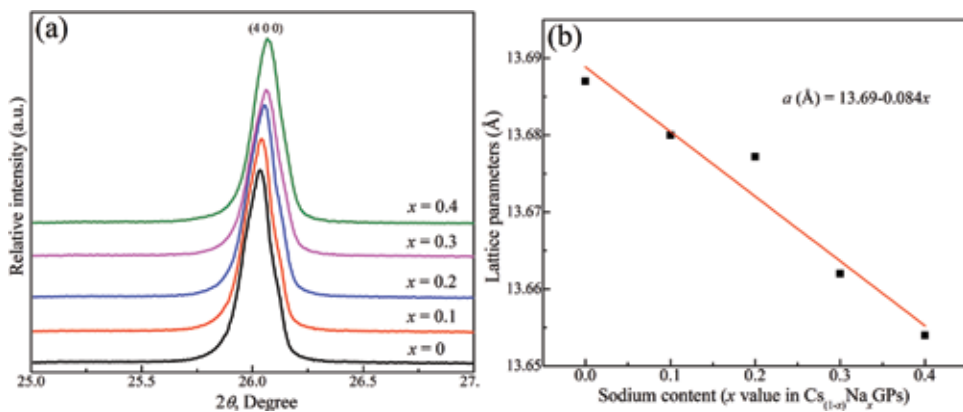 (a)
(4 0 0)
Relative intensity (a.u.)
x = 0.4
x = 0.3
x = 0.2
x = 0.1
x = 0
25.0 25.5 26.0 26.5 27.
2θ, Degree
(b)
a (Å) = 13.69-0.084x
Lattice parameters (Å)
13.69
13.68
13.67
13.66
13.65
0.0 0.1 0.2 0.3 0.4
Sodium content (x value in Cs(1-x)NaxGPs)